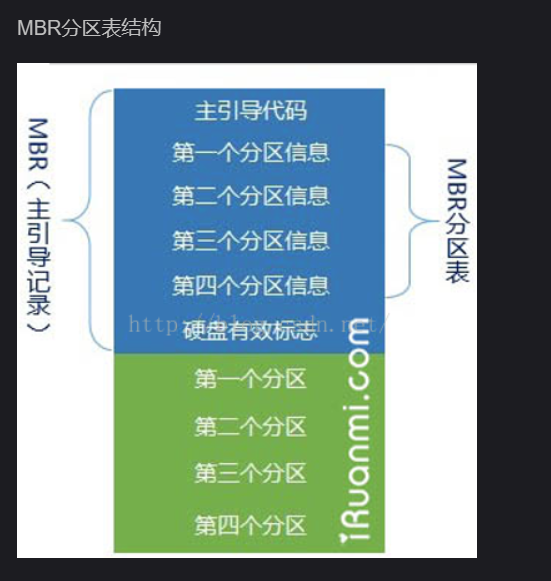 MBR分区表结构
主引导代码
第一个分区信息
第二个分区信息
第三个分区信息
第四个分区信息
硬盘有效标志
MBR（主引导记录）
MBR分区表
http://blog.csdn.net/
第一个分区
第二个分区
第三个分区
第四个分区
iRuanmi.com